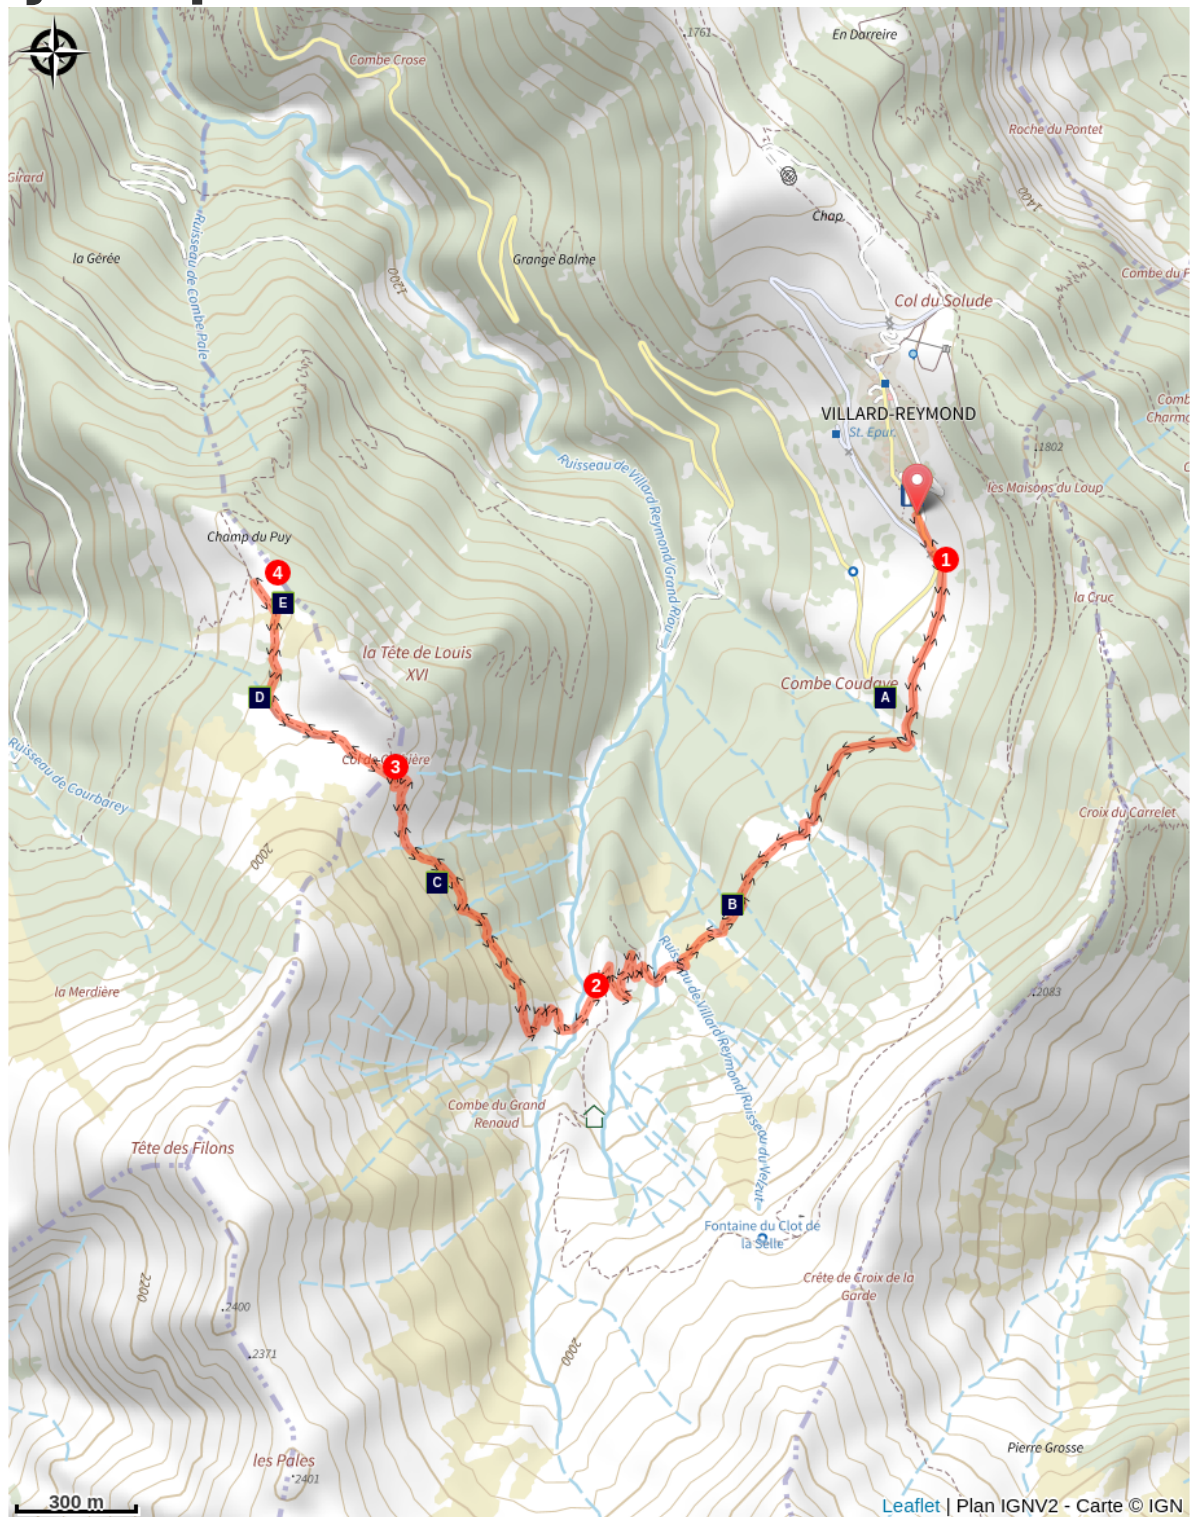 1761
En Darreire
Combe Crose
Roche du Pontet
Girard
1400
Chap.
Ruisseau de Combe Pale
la Gérée
Grange Balme
1200
Combe du F
Col du Solude
VILLARD-REYMOND
St. Epur.
Comb
Charmo
1802
Ruisseau de Villard Reymond/Grand Riou
les Maisons du Loup
Champ du Puy
1
4
E
la Cruc
la Tête de Louis
XVI
Combe Coudaye
A
D
3
Ruisseau de Courbarey
Croix du Carrelet
2000
C
B
2
Ruisseau de Villard Reymond/Ruisseau du Velzut
la Merdière
2083
Combe du Grand
Renaud
Tête des Filons
Fontaine du Clot de
la Selle
Crête de Croix de la
Garde
2200
2400
2371
2000
les Pales
2401
Pierre Grosse
300 m
Leaflet | Plan IGNV2 - Carte © IGN